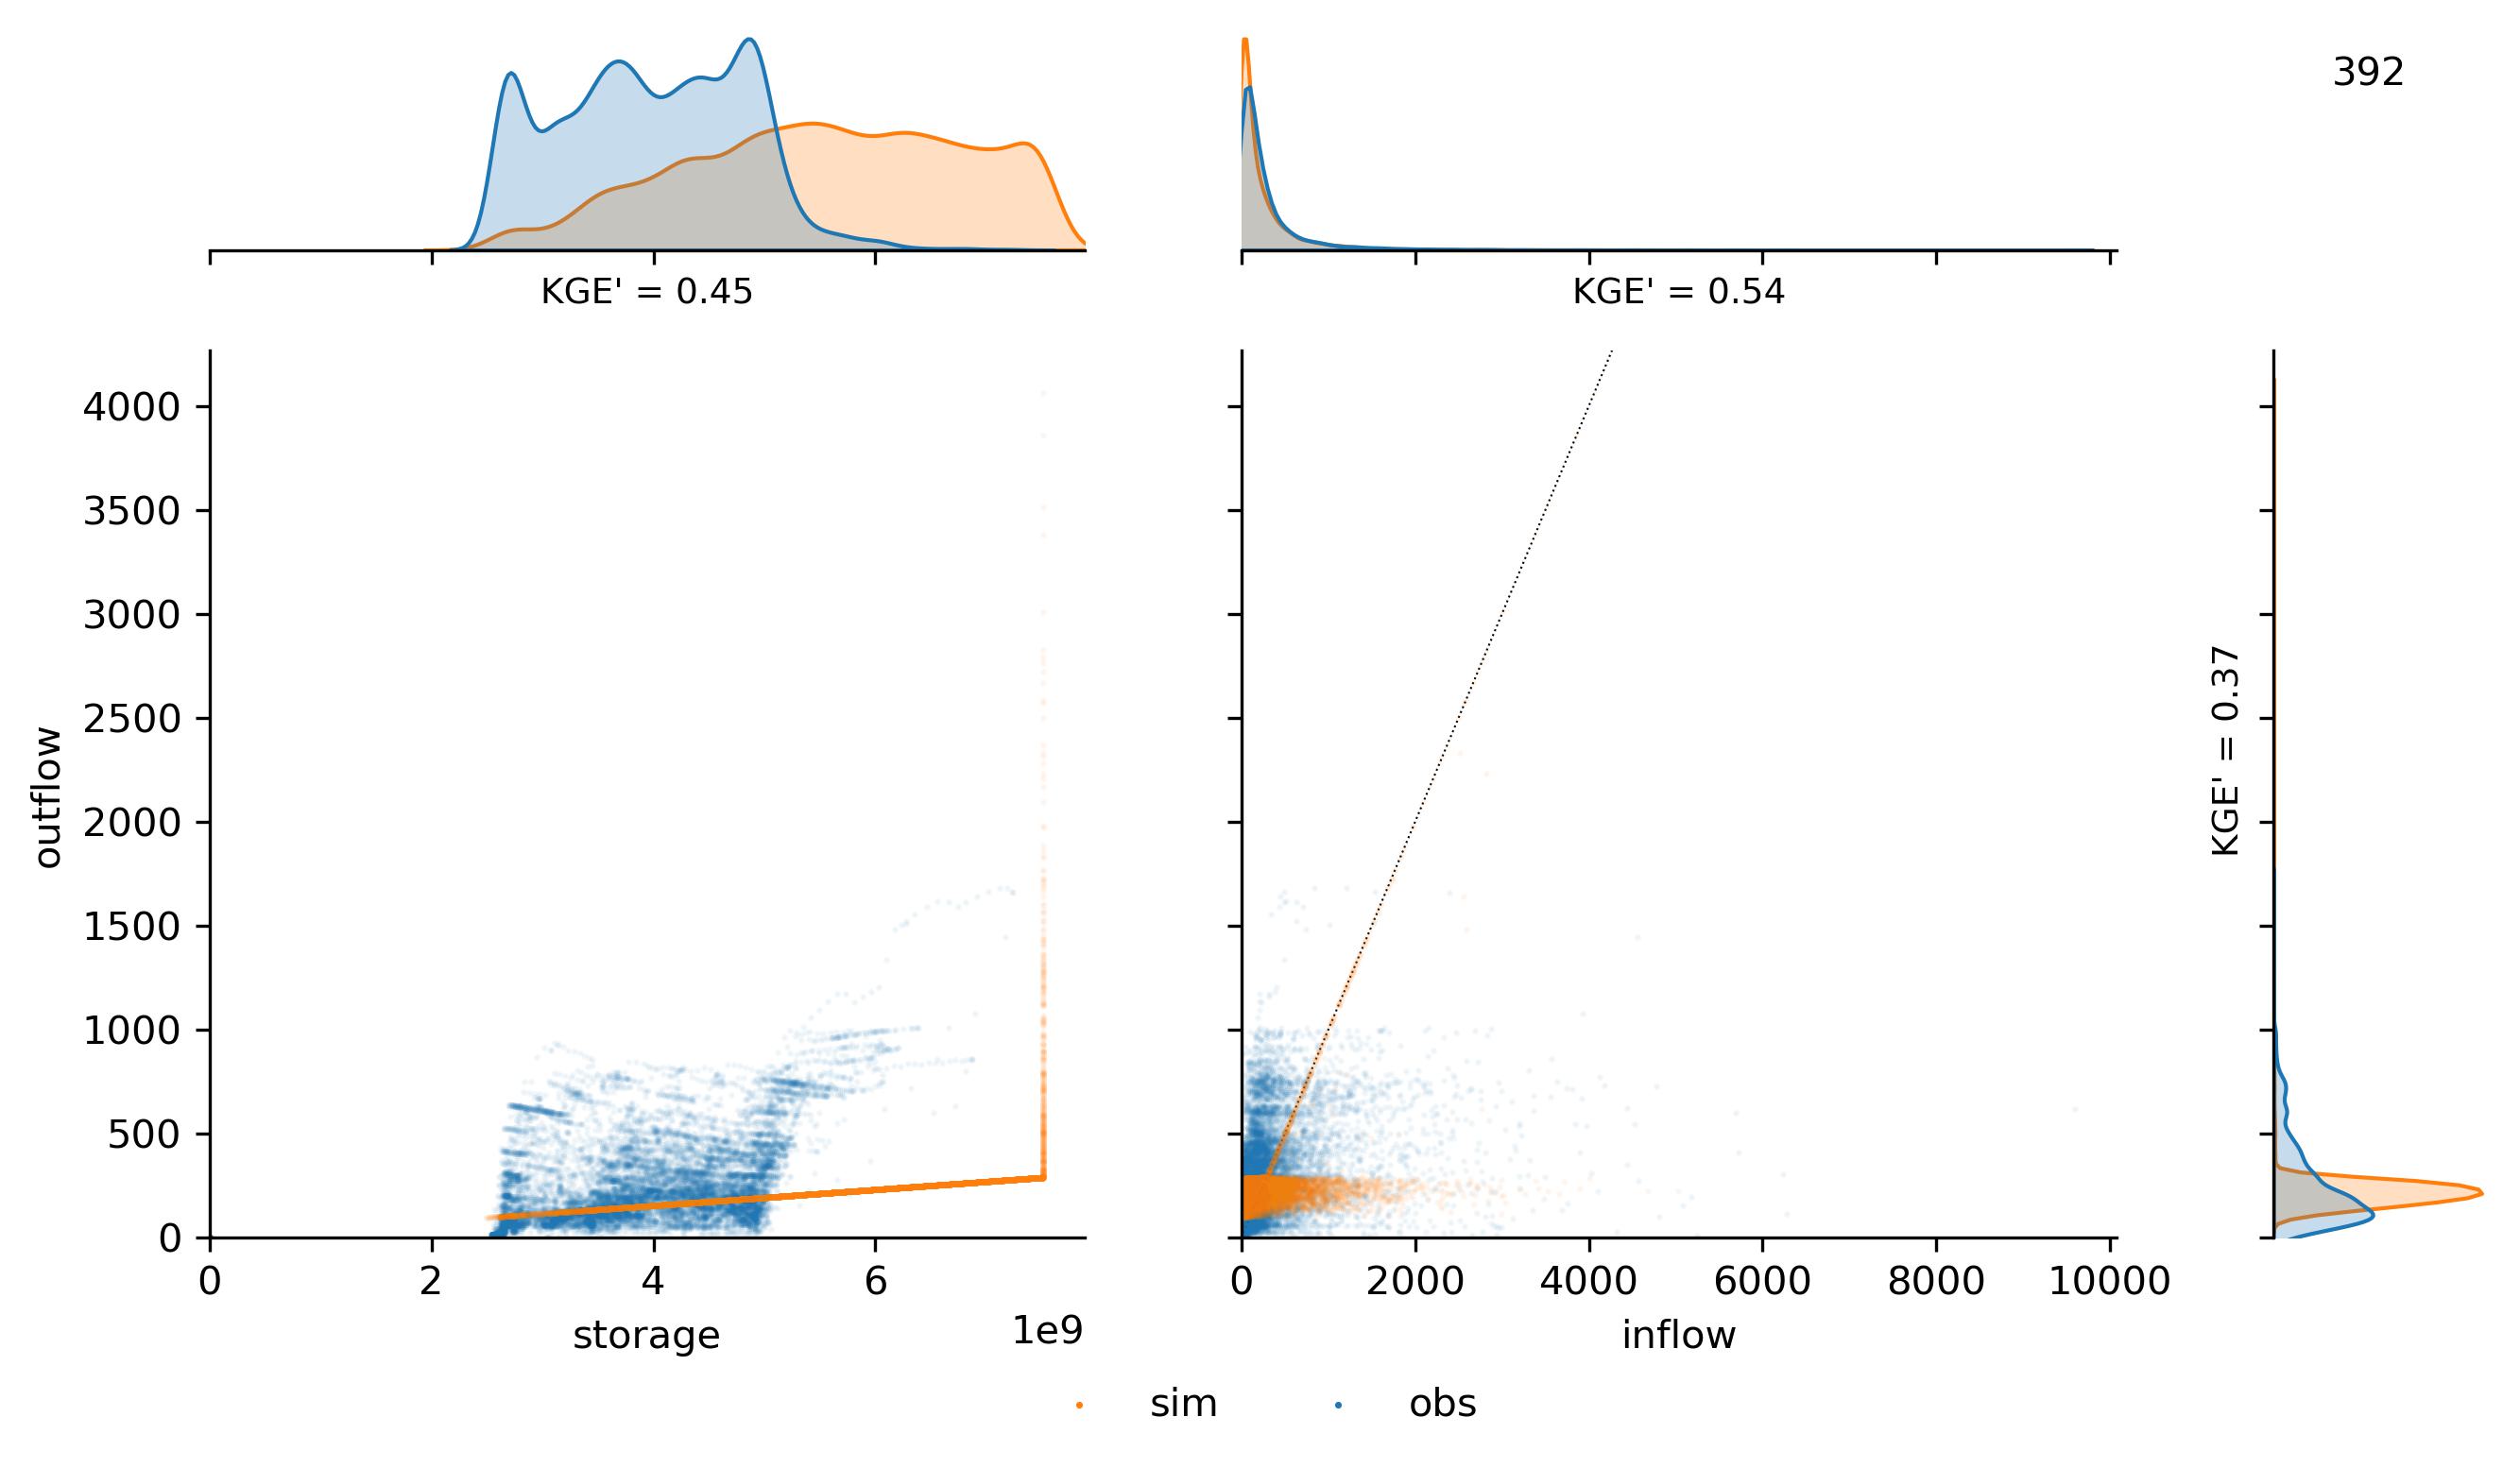 392
KGE' = 0.45
KGE' = 0.54
4000
3500
3000
2500
2000
1500
1000
500
0
outflow
KGE' = 0.37
0 2 4 6
0 2000 4000 6000 8000 10000
storage
1e9
inflow
sim obs